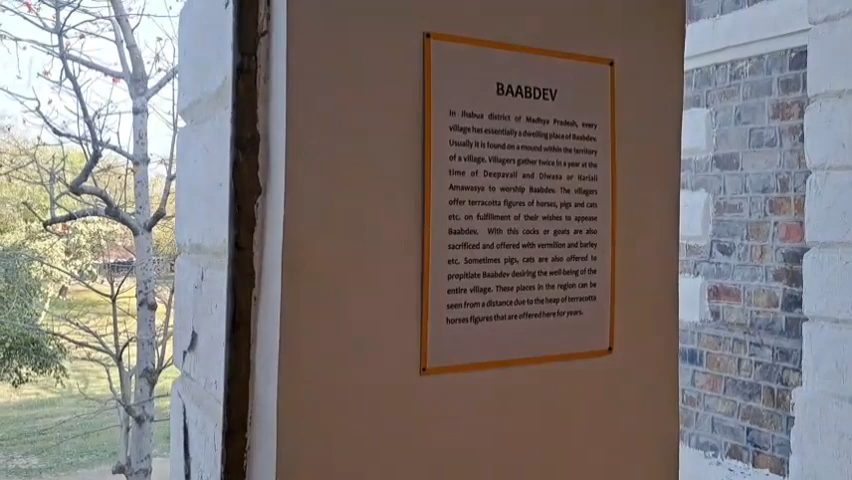 BAABDEV
In Jhabua district of Madhya Pradesh, every
village has essentially a dwelling place of Baabdev.
Usually it is found on a mound within the territory
of a village. Villagers gather twice in a year at the
time of Deepavali and Dhwasa or Hariali
Amawasya to worship Baabdev. The villagers
offer terracotta figures of horses, pigs and cats
etc. on fulfillment of their wishes to appease
Baabdev. With this cocks or goats are also
sacrificed and offered with vermilion and barley
etc. Sometimes pigs, cats are also offered to
propitiate Baabdev desiring the well-being of the
entire village. These places in the region can be
seen from a distance due to the heap of terracotta
horses figures that are offered here for years.